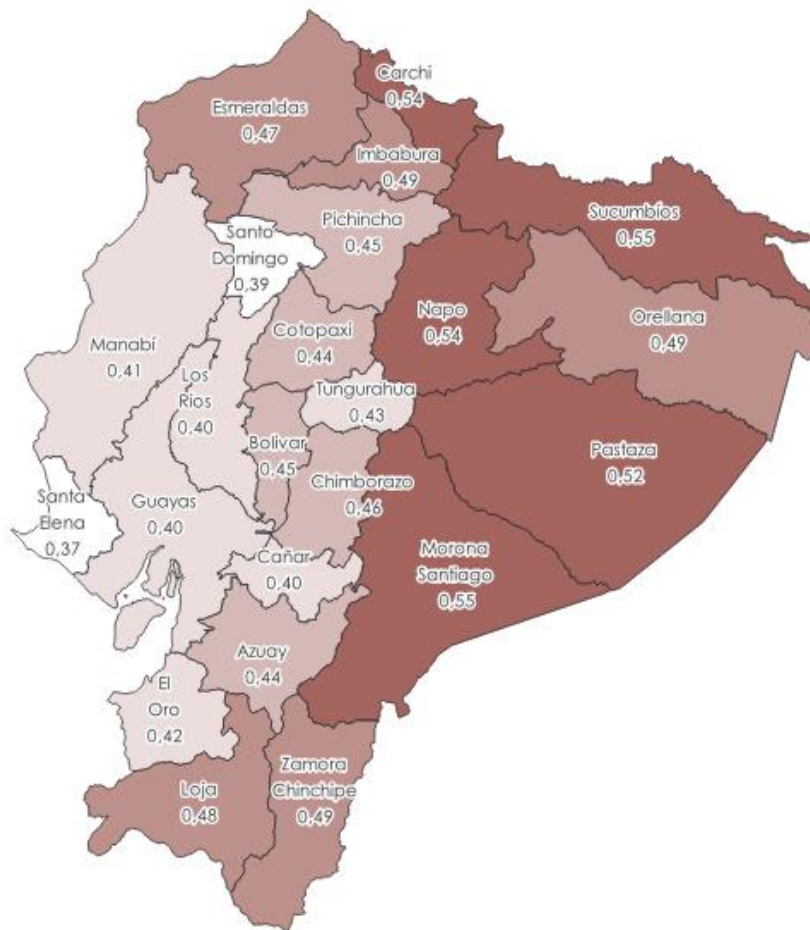 Carchi
0,54
Esmeraldas
0,47
Imbabura
0,49
Sucumbíos
0,55
Pichincha
0,45
Santo
Domingo
0,39
Napo
0,54
Orellana
0,49
Cotopaxi
0,44
Manabí
0,41
Los
Ríos
0,40
Tungurahua
0,43
Bolivar
0,45
Pastaza
0,52
Chimborazo
0,46
Santa
Elena
0,37
Guayas
0,40
Cañar
0,40
Morona
Santiago
0,55
Azuay
0,44
El
Oro
0,42
Zamora
Chinchipe
0,49
Loja
0,48